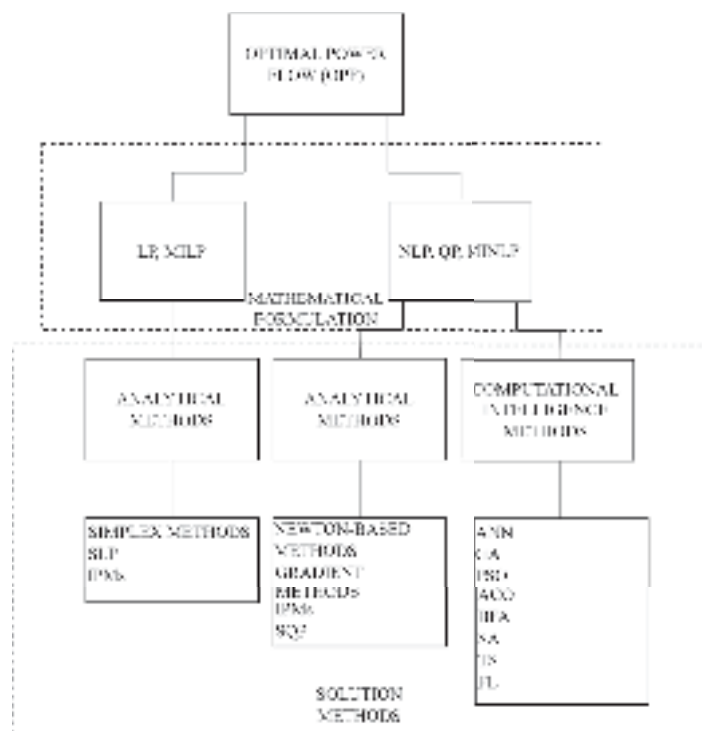 OPTIMAL POWER
FLOW (OPF)
LP, MILP
NLP, QP, MINLP
MATHEMATICAL
FORMULATION
ANALYTICAL
METHODS
ANALYTICAL
METHODS
COMPUTATIONAL
INTELLIGENCE
METHODS
SIMPLEX METHODS
SLP
IPMs
NEWTON-BASED
METHODS
GRADIENT
METHODS
IPMs
SQP
ANN
GA
PSO
ACO
BFA
SA
TS
FL
SOLUTION
METHODS